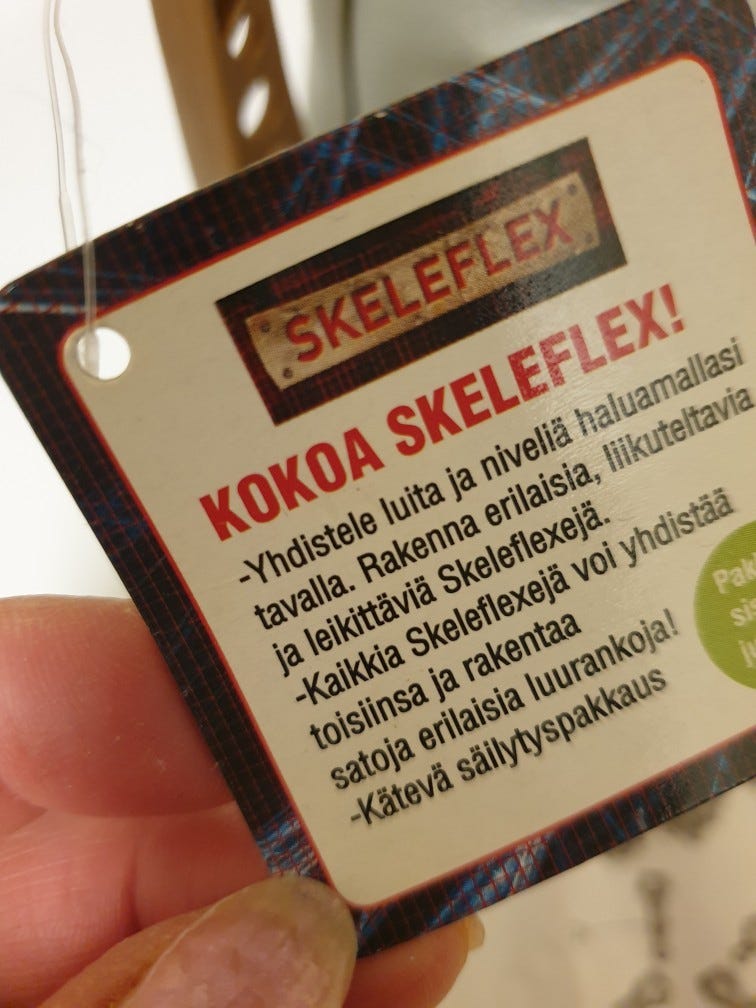 SKELEFLEX
KOKOA SKELEFLEX!
-Yhdistele luita ja niveliä haluamallasi
tavalla. Rakenna erilaisia, liikuteltavia
ja leikittäviä Skeleflexejä.
-Kaikkia Skeleflexejä voi yhdistää
toisiinsa ja rakentaa
satoja erilaisia luurankoja!
-Kätevä säilytyspakkaus